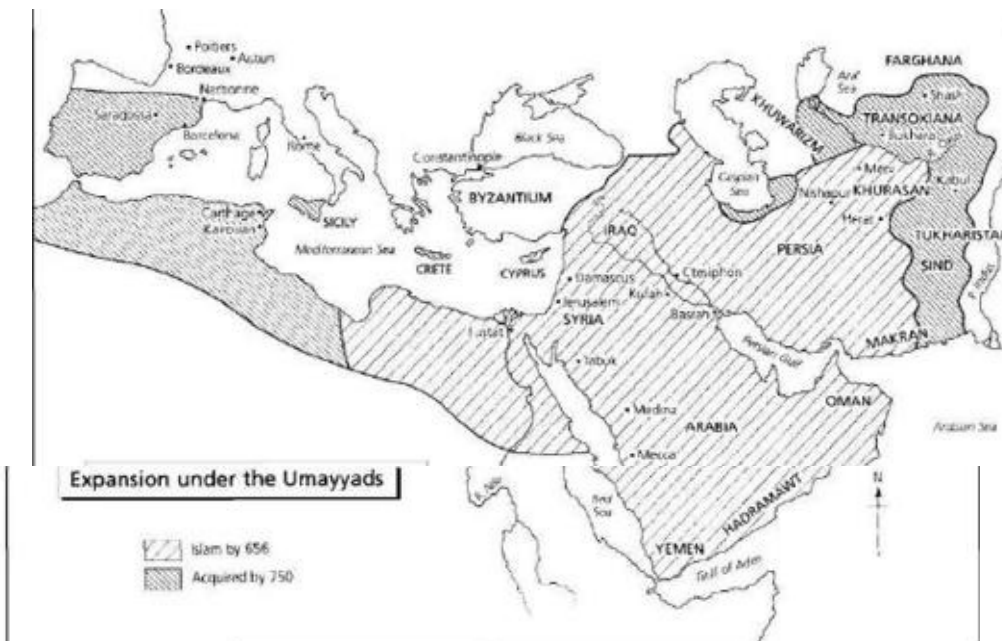 Poitiers
Autun
Bordeaux
FARGHANA
Narbonne
Aral
Sea
Shash
Saragossa
KHUWARIZM
TRANSOXIANA
Barcelona
Rome
Black Sea
Bukhara
Constantinople
Merv
Kabul
Caspian
Sea
Nishapur
KHURASAN
BYZANTIUM
Carthage
Kairouan
SICILY
Herat
IRAQ
TUKHARISTAN
Mediterranean Sea
PERSIA
SIND
CRETE
CYPRUS
Damascus
Ctesiphon
R. Indus
Jerusalem
Kufah
SYRIA
Basrah
Fustat
MAKRAN
Persian Gulf
Tabuk
OMAN
Medina
ARABIA
Arabian Sea
Mecca
Expansion under the Umayyads
N
R. Nile
Red
Sea
HADRAMAWT
Islam by 656
YEMEN
Gulf of Aden
Acquired by 750